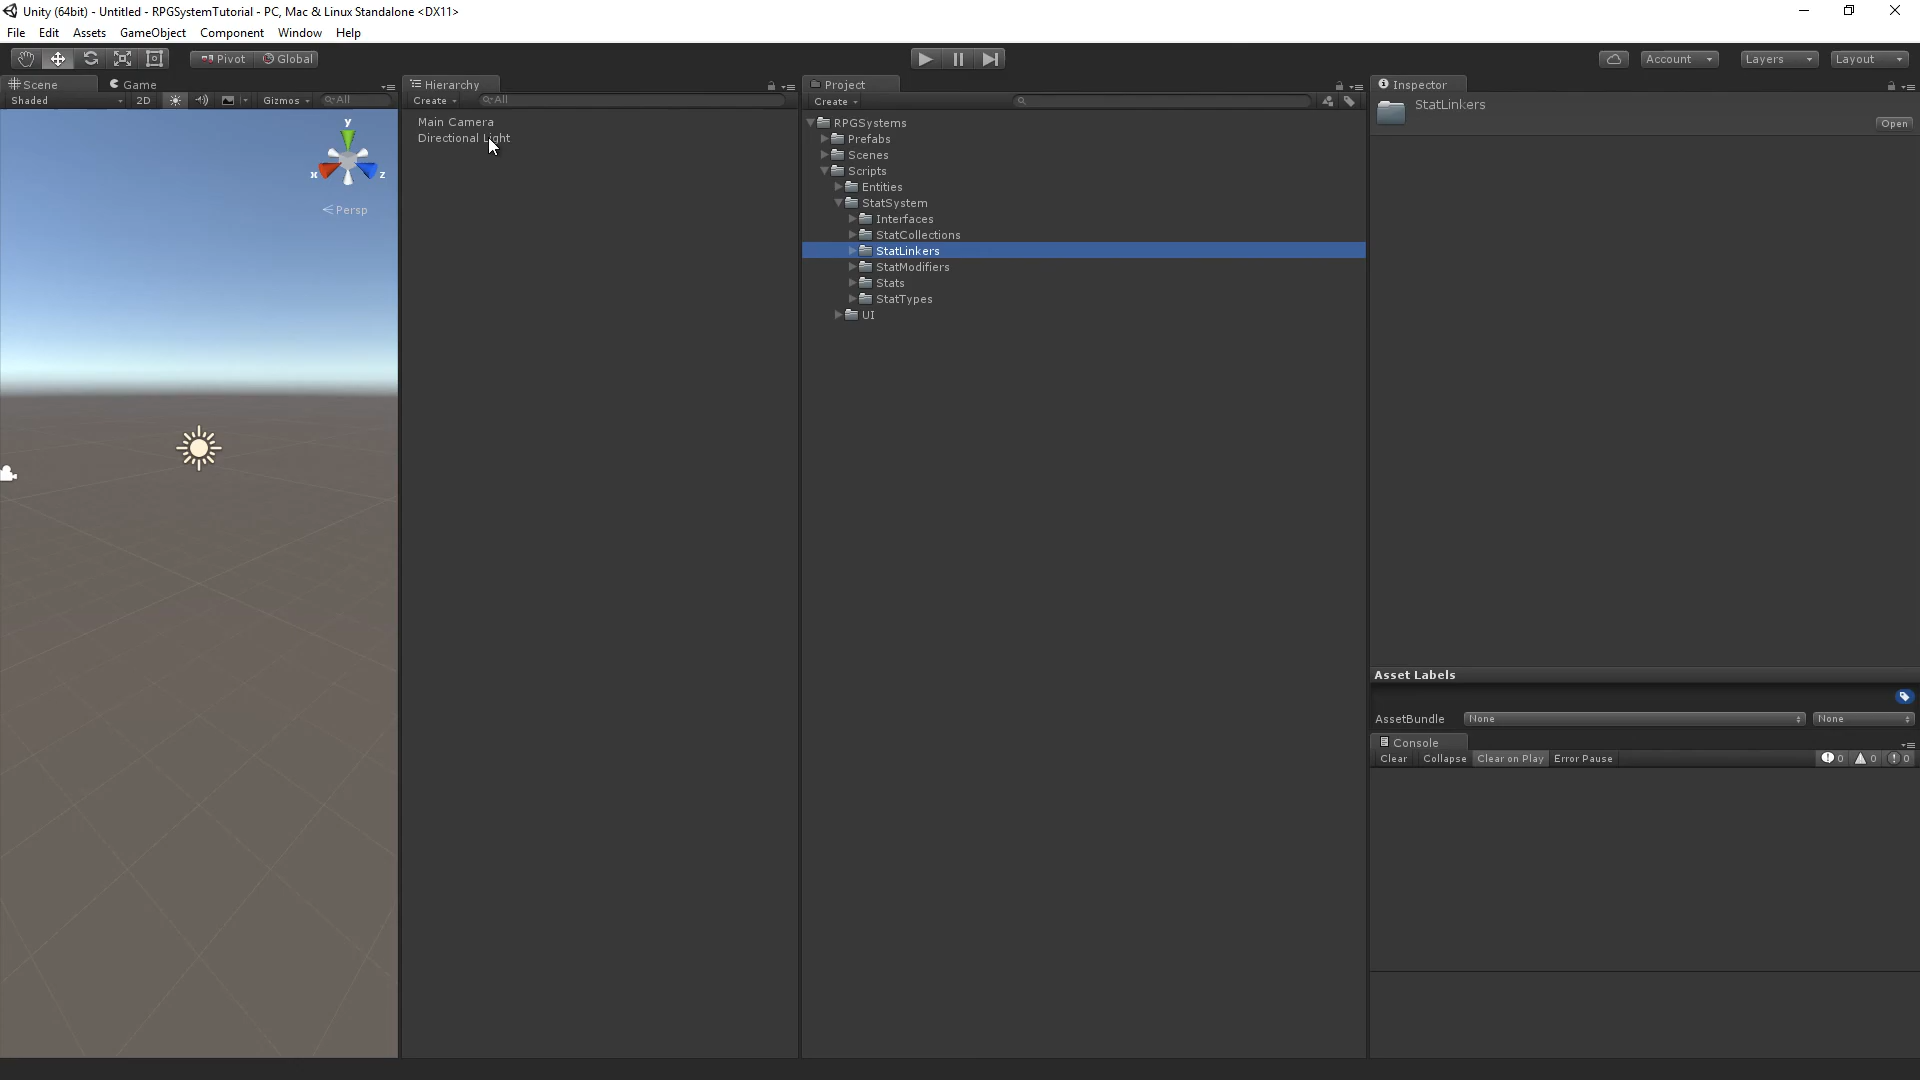 Unity (64bit) - Untitled - RPGSystemTutorial - PC, Mac & Linux Standalone <DX11>
File Edit Assets GameObject Component Window Help
Pivot Global Account Layers Layout
Scene Game
Shaded 2D Gizmos All
y
x z
Persp
Hierarchy
Create All
Main Camera
Directional Light
Project
Create
RPGSystems
Prefabs
Scenes
Scripts
Entities
StatSystem
Interfaces
StatCollections
StatLinkers
StatModifiers
Stats
StatTypes
UI
Inspector
StatLinkers
Open
Asset Labels
AssetBundle None None
Console
Clear Collapse Clear on Play Error Pause 0 0 0